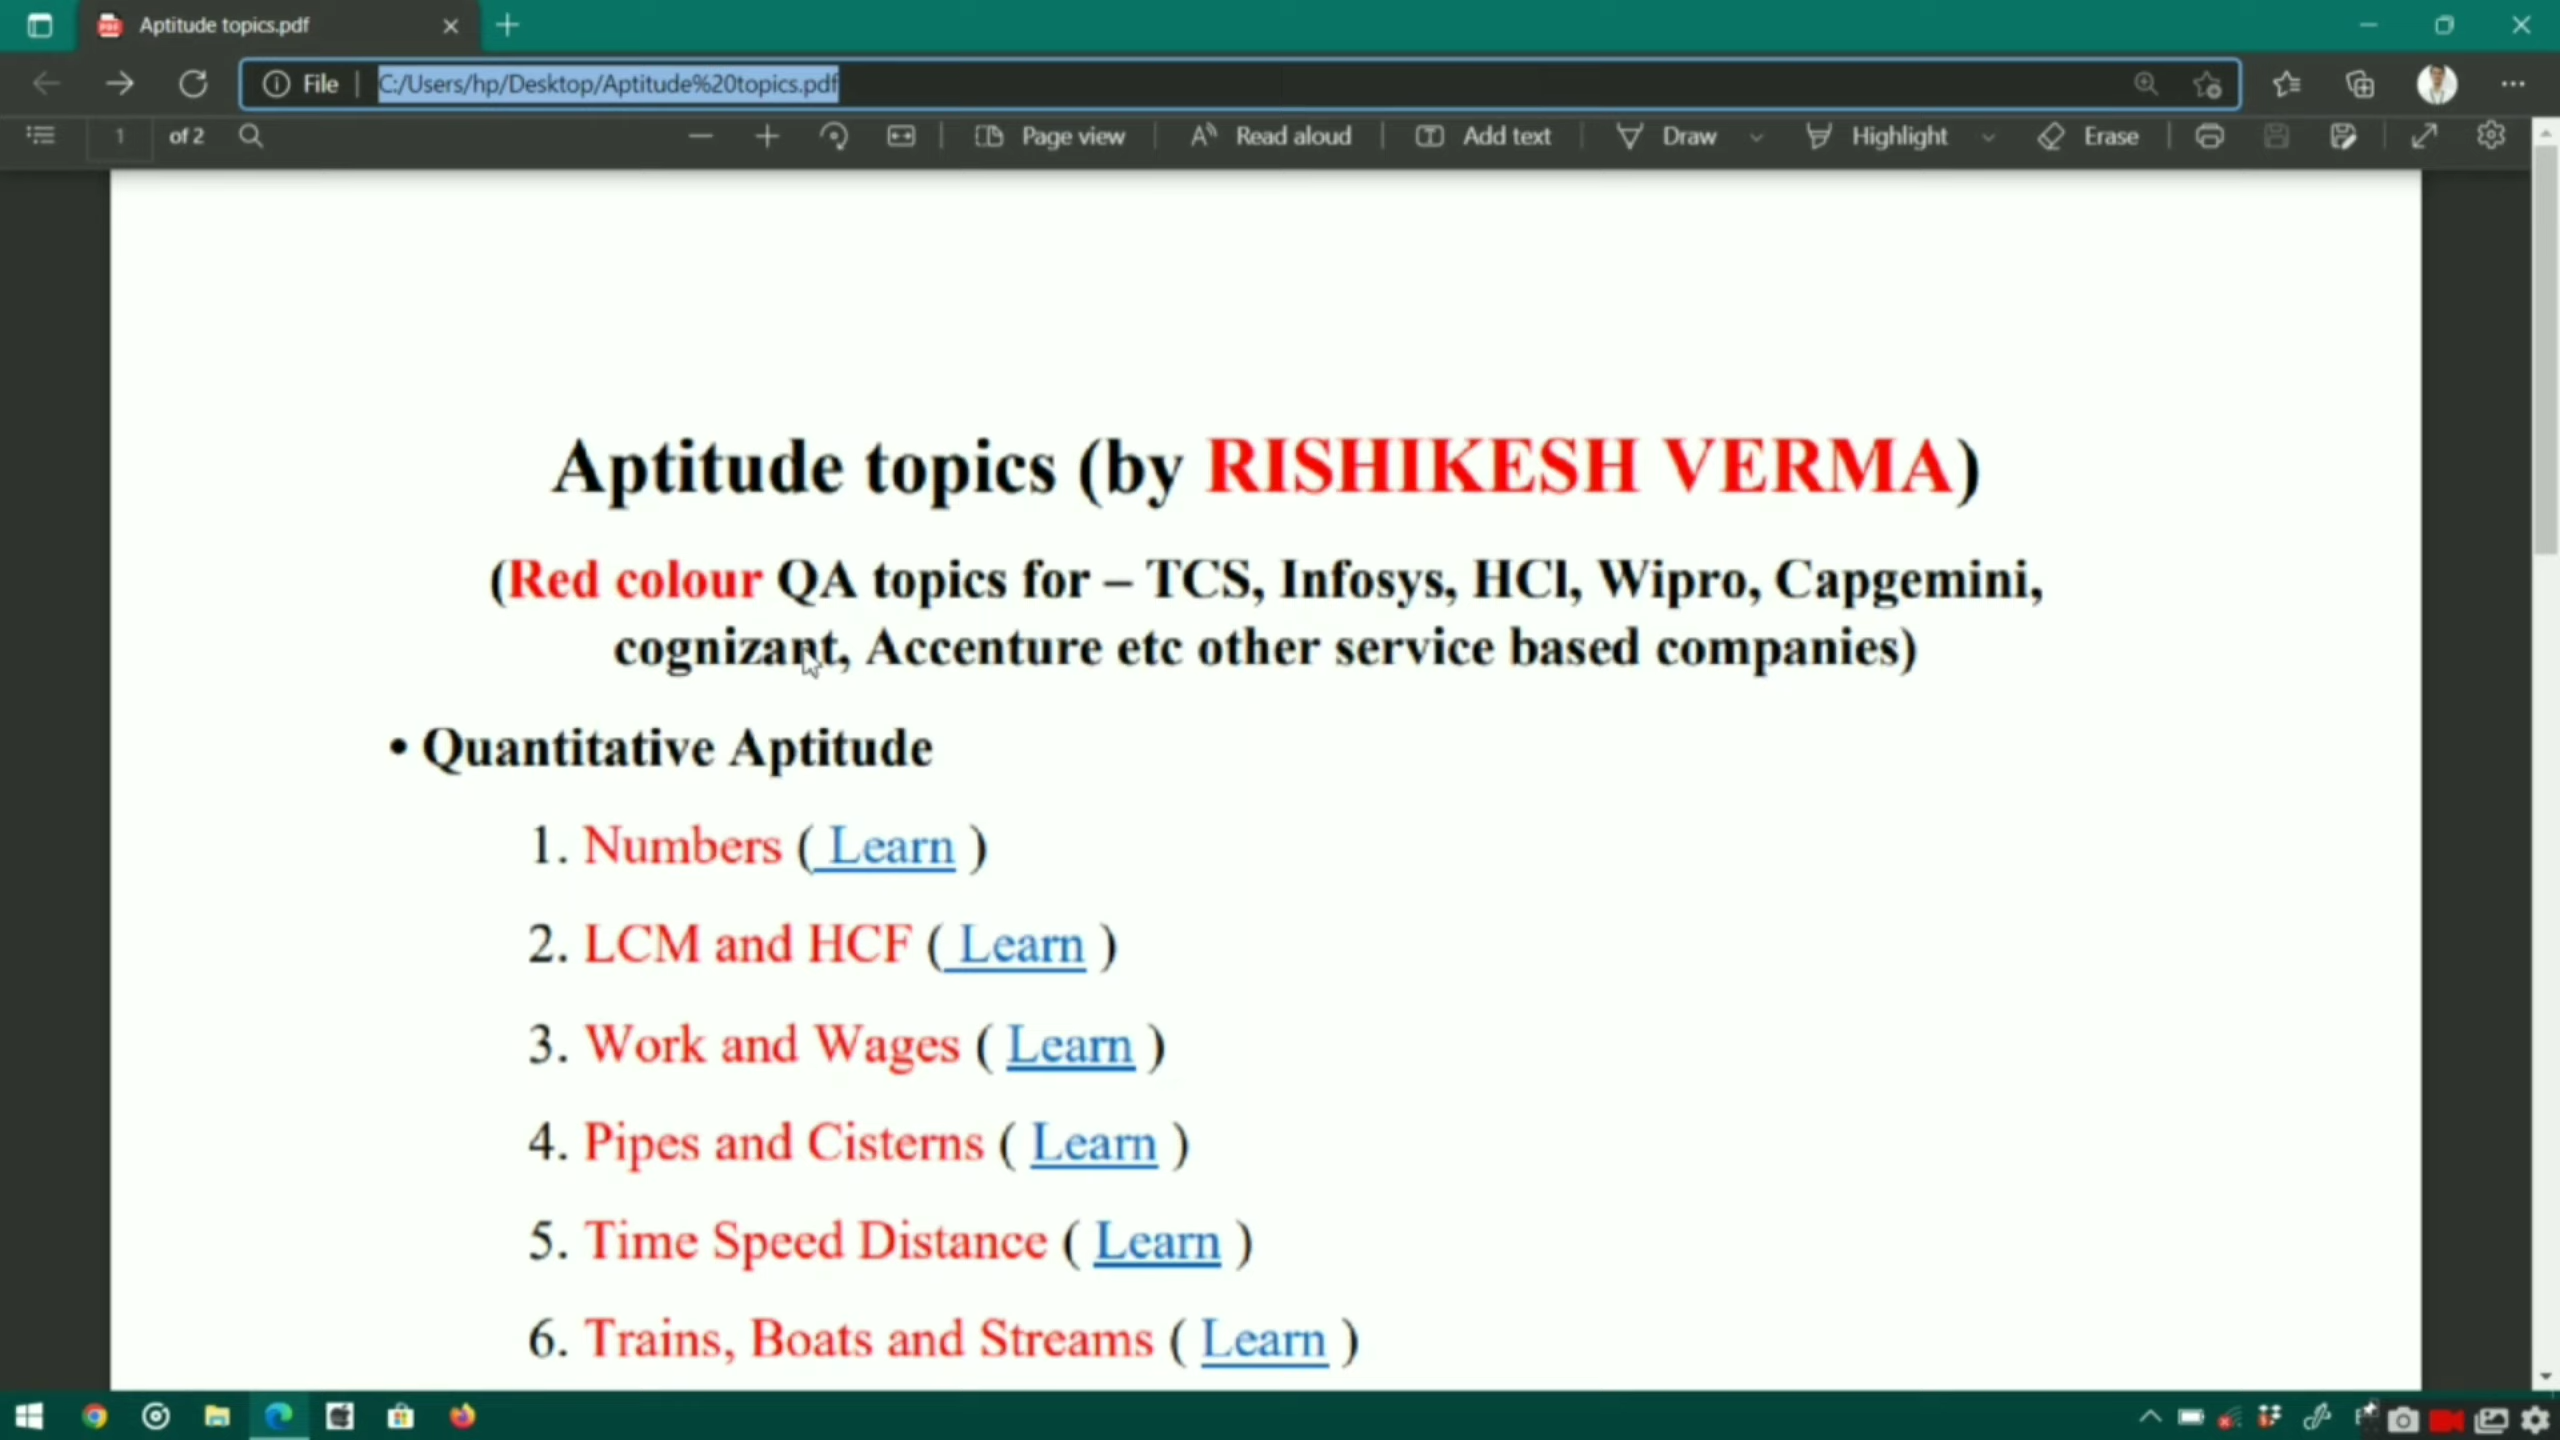 Aptitude topics.pdf
File
C:/Users/hp/Desktop/Aptitude%20topics.pdf
1 of 2
Page view
Read aloud
Add text
Draw
Highlight
Erase
Aptitude topics (by RISHIKESH VERMA)
(Red colour QA topics for – TCS, Infosys, HCl, Wipro, Capgemini,
cognizant, Accenture etc other service based companies)
• Quantitative Aptitude
1. Numbers ( Learn )
2. LCM and HCF ( Learn )
3. Work and Wages ( Learn )
4. Pipes and Cisterns ( Learn )
5. Time Speed Distance ( Learn )
6. Trains, Boats and Streams ( Learn )